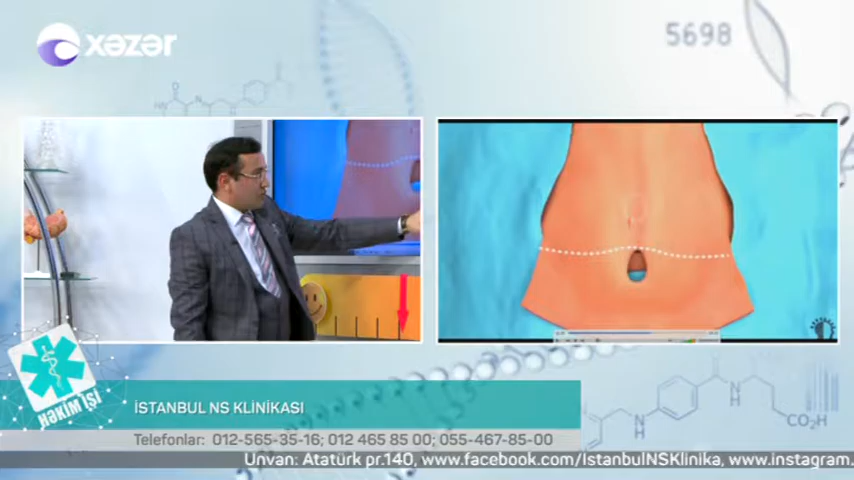 xəzər
5698
HƏKİM İŞİ
İSTANBUL NS KLİNİKASI
Telefonlar: 012-565-35-16; 012 465 85 00; 055-467-85-00
Unvan: Atatürk pr.140, www.facebook.com/IstanbulNSKlinika, www.instagram.
NH
CO₂H